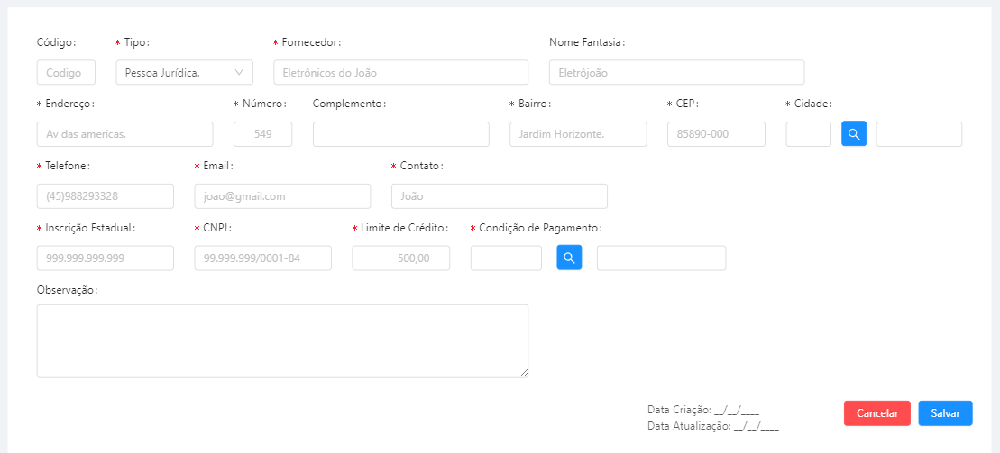 Código: * Tipo: * Fornecedor: Nome Fantasia:
Codigo Pessoa Jurídica. Eletrônicos do João Eletrôjoão
* Endereço: * Número: Complemento: * Bairro: * CEP: * Cidade:
Av das americas. 549 Jardim Horizonte. 85890-000
* Telefone: * Email: * Contato:
(45)988293328 joao@gmail.com João
* Inscrição Estadual: * CNPJ: * Limite de Crédito: * Condição de Pagamento:
999.999.999.999 99.999.999/0001-84 500,00
Observação:
Data Criação: __/__/____
Data Atualização: __/__/____
Cancelar Salvar